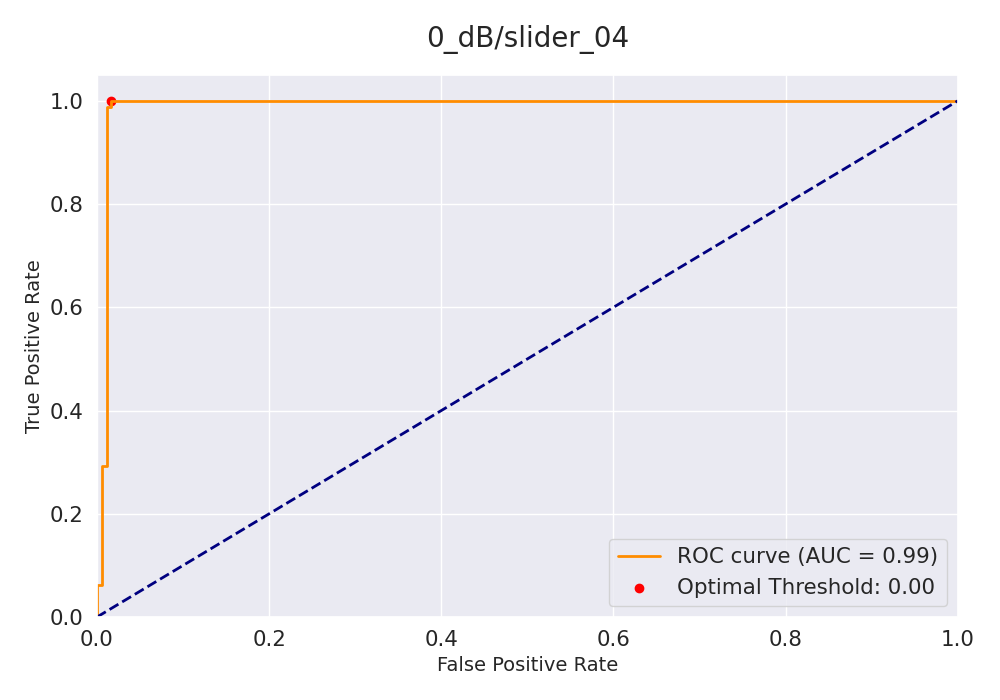 0_dB/slider_04
1.0
0.8
0.6
0.4
0.2
0.0
True Positive Rate
ROC curve (AUC = 0.99)
Optimal Threshold: 0.00
0.0 0.2 0.4 0.6 0.8 1.0
False Positive Rate